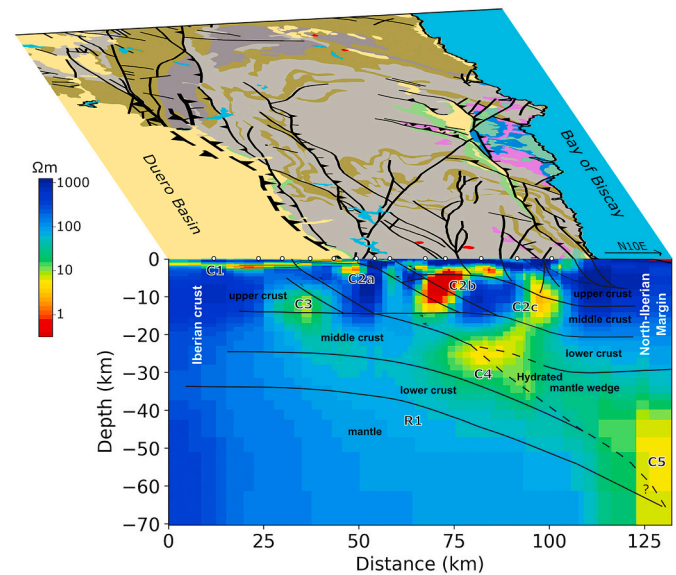 Duero Basin
Bay of Biscay
N10E
Ωm
1000
100
10
1
0
−10
−20
−30
−40
−50
−60
−70
Depth (km)
C1
C2a
C2b
C2c
C3
C4
C5
R1
Iberian crust
upper crust
middle crust
lower crust
mantle
upper crust
middle crust
lower crust
Hydrated
mantle wedge
North-Iberian
Margin
?
0
25
50
75
100
125
Distance (km)